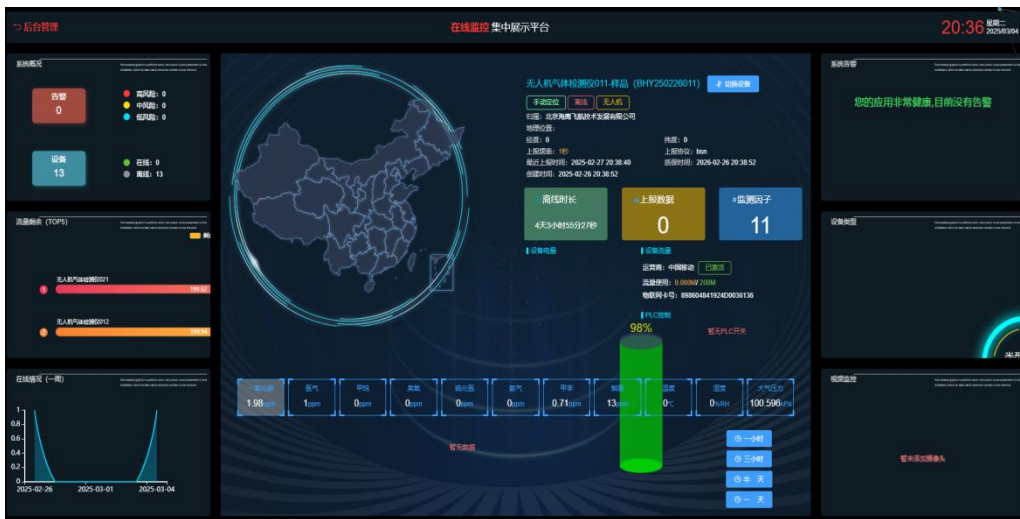 后台管理
在线监控 集中展示平台
20:36 星期二 2025/03/04
系统概况
告警
0
高风险: 0
中风险: 0
低风险: 0
设备
13
在线: 0
离线: 13
流量剩余 (TOP5)
无人机气体检测仪021
1
199.62
无人机气体检测仪012
2
199.94
在线情况 (一周)
1
0.8
0.6
0.4
0.2
0
2025-02-26 2025-03-01 2025-03-04
无人机气体检测仪011-样品 (BHY250226011) 切换设备
手动定位 离线 无人机
地理位置:
经度: 0 纬度: 0
上报频率: 1秒 上报协议: bsn
最近上报时间: 2025-02-27 20:38:40 质保时间: 2026-02-26 20:38:52
创建时间: 2025-02-26 20:38:52
离线时长
4天3小时55分27秒
上报数据
0
监测因子
11
设备电量
98%
设备流量
运营商: 中国移动 已激活
流量使用: 0.000M/ 200M
物联网卡号: 898604841924D0036136
PLC控制
暂无PLC开关
一氧化碳 氢气 甲烷 臭氧 硫化氢 氨气 甲苯 烟雾 温度 湿度 大气压力
1.98ppm 1ppm 0ppm 0ppm 0ppm 0ppm 0.71ppm 13ppm 0℃ 0%RH 100.596kPa
暂无数据
一小时
三小时
半 天
一 天
系统告警
您的应用非常健康,目前没有告警
设备类型
视频监控
暂未添加摄像头